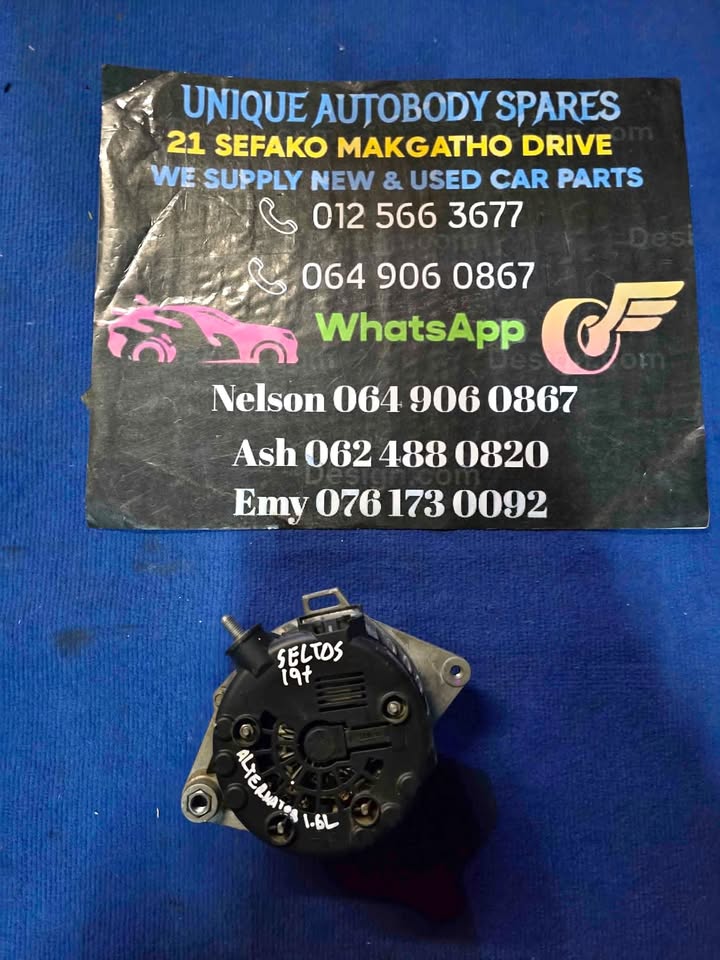 UNIQUE AUTOBODY SPARES
21 SEFAKO MAKGATHO DRIVE
WE SUPPLY NEW & USED CAR PARTS
012 566 3677
064 906 0867
WhatsApp
Nelson 064 906 0867
Ash 062 488 0820
Emy 076 173 0092
SELTOS
19+
ALTERNATOR 1.6L